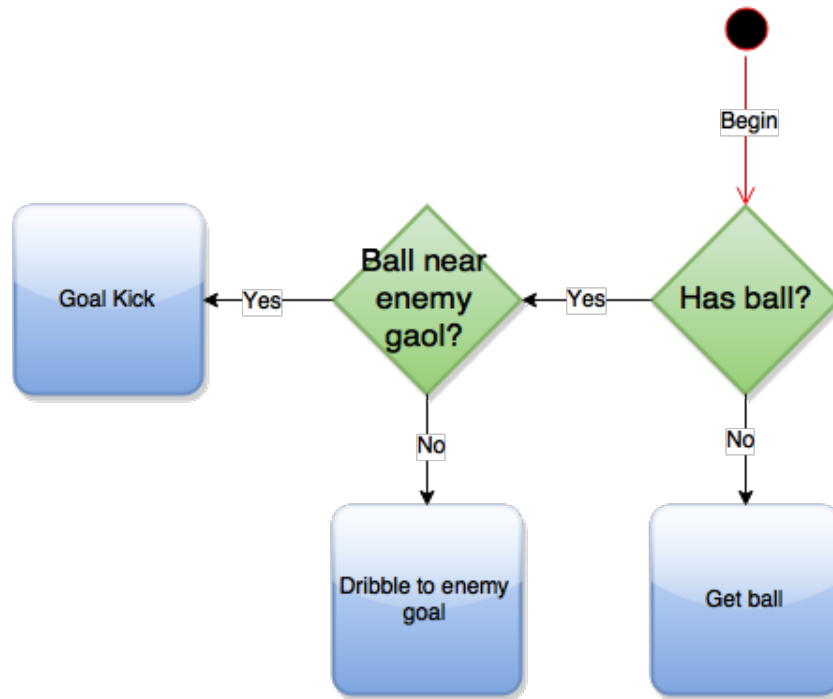 Begin
Has ball?
Yes
Ball near
enemy
gaol?
Yes
Goal Kick
No
Dribble to enemy
goal
No
Get ball